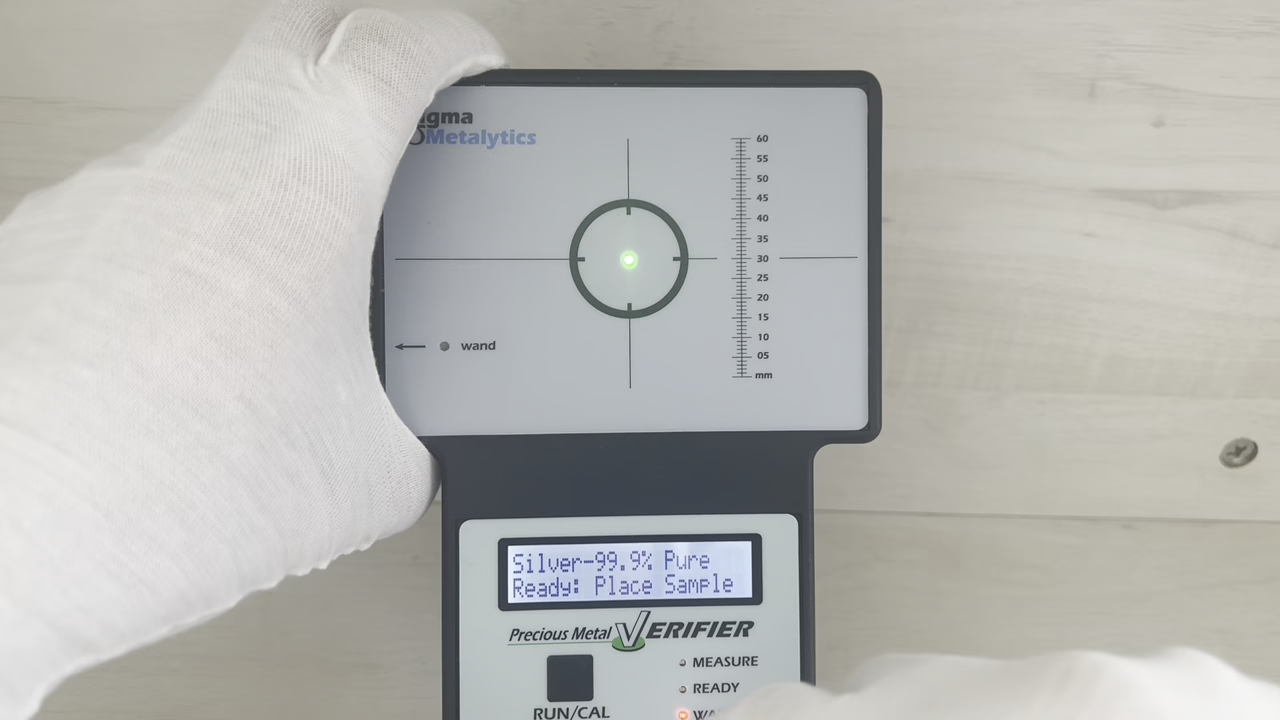 Metalytics
60
55
50
45
40
35
30
25
20
15
10
05
mm
wand
Silver-99.9% Pure
Ready: Place Sample
Precious Metal VERIFIER
MEASURE
READY
RUN/CAL